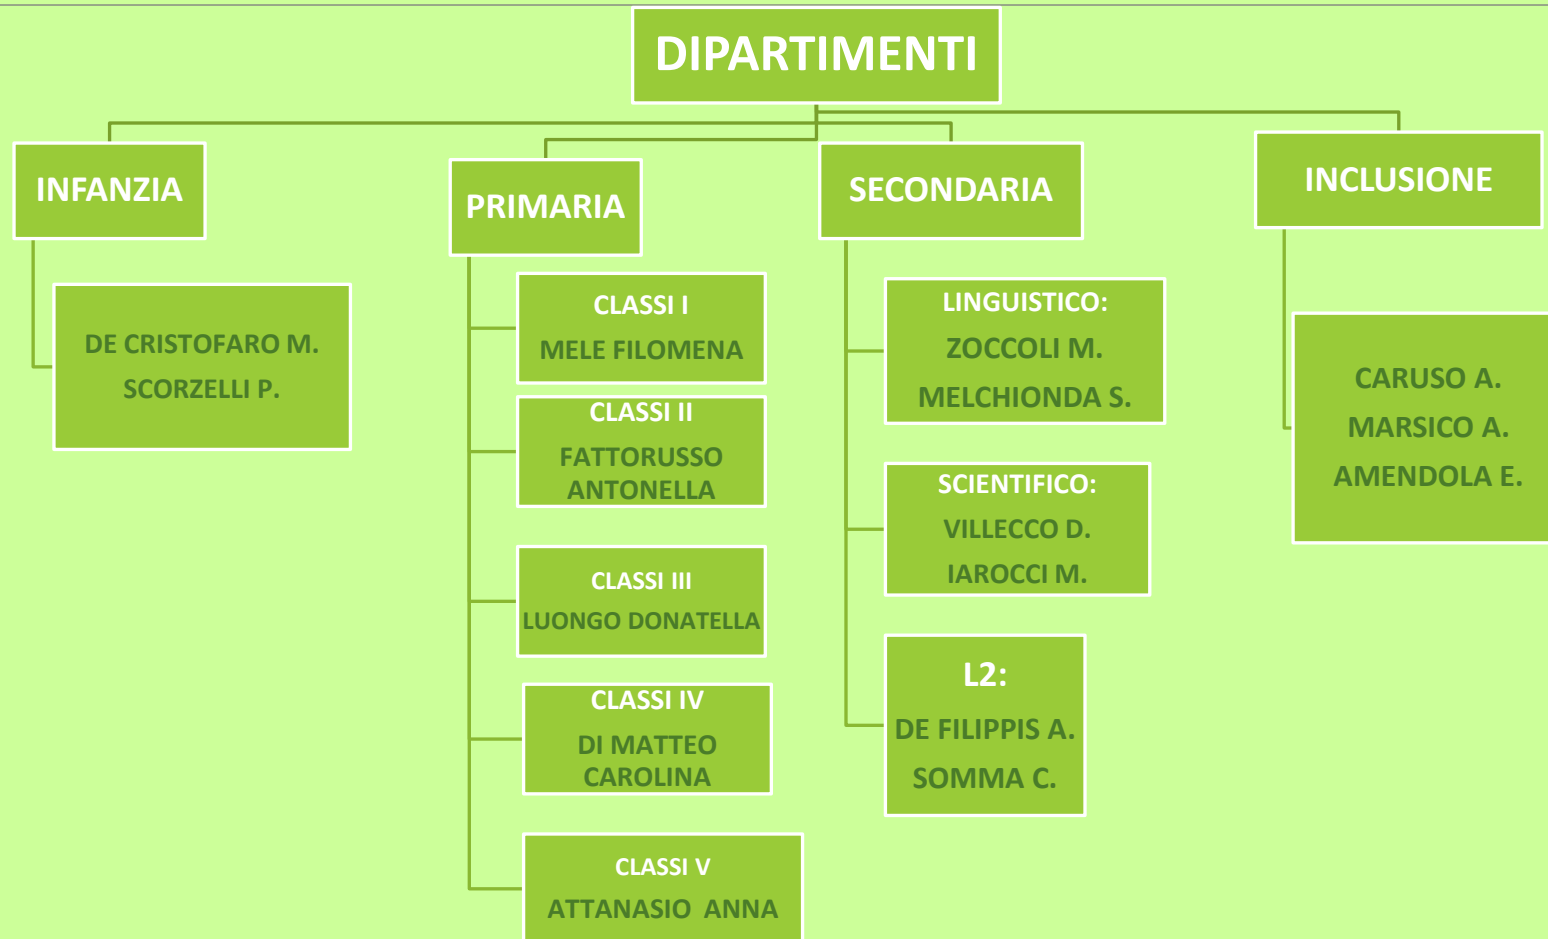 DIPARTIMENTI
INFANZIA
DE CRISTOFARO M.
SCORZELLI P.
PRIMARIA
CLASSI I
MELE FILOMENA
CLASSI II
FATTORUSSO
ANTONELLA
CLASSI III
LUONGO DONATELLA
CLASSI IV
DI MATTEO
CAROLINA
CLASSI V
ATTANASIO ANNA
SECONDARIA
LINGUISTICO:
ZOCCOLI M.
MELCHIONDA S.
SCIENTIFICO:
VILLECCO D.
IAROCCI M.
L2:
DE FILIPPIS A.
SOMMA C.
INCLUSIONE
CARUSO A.
MARSICO A.
AMENDOLA E.